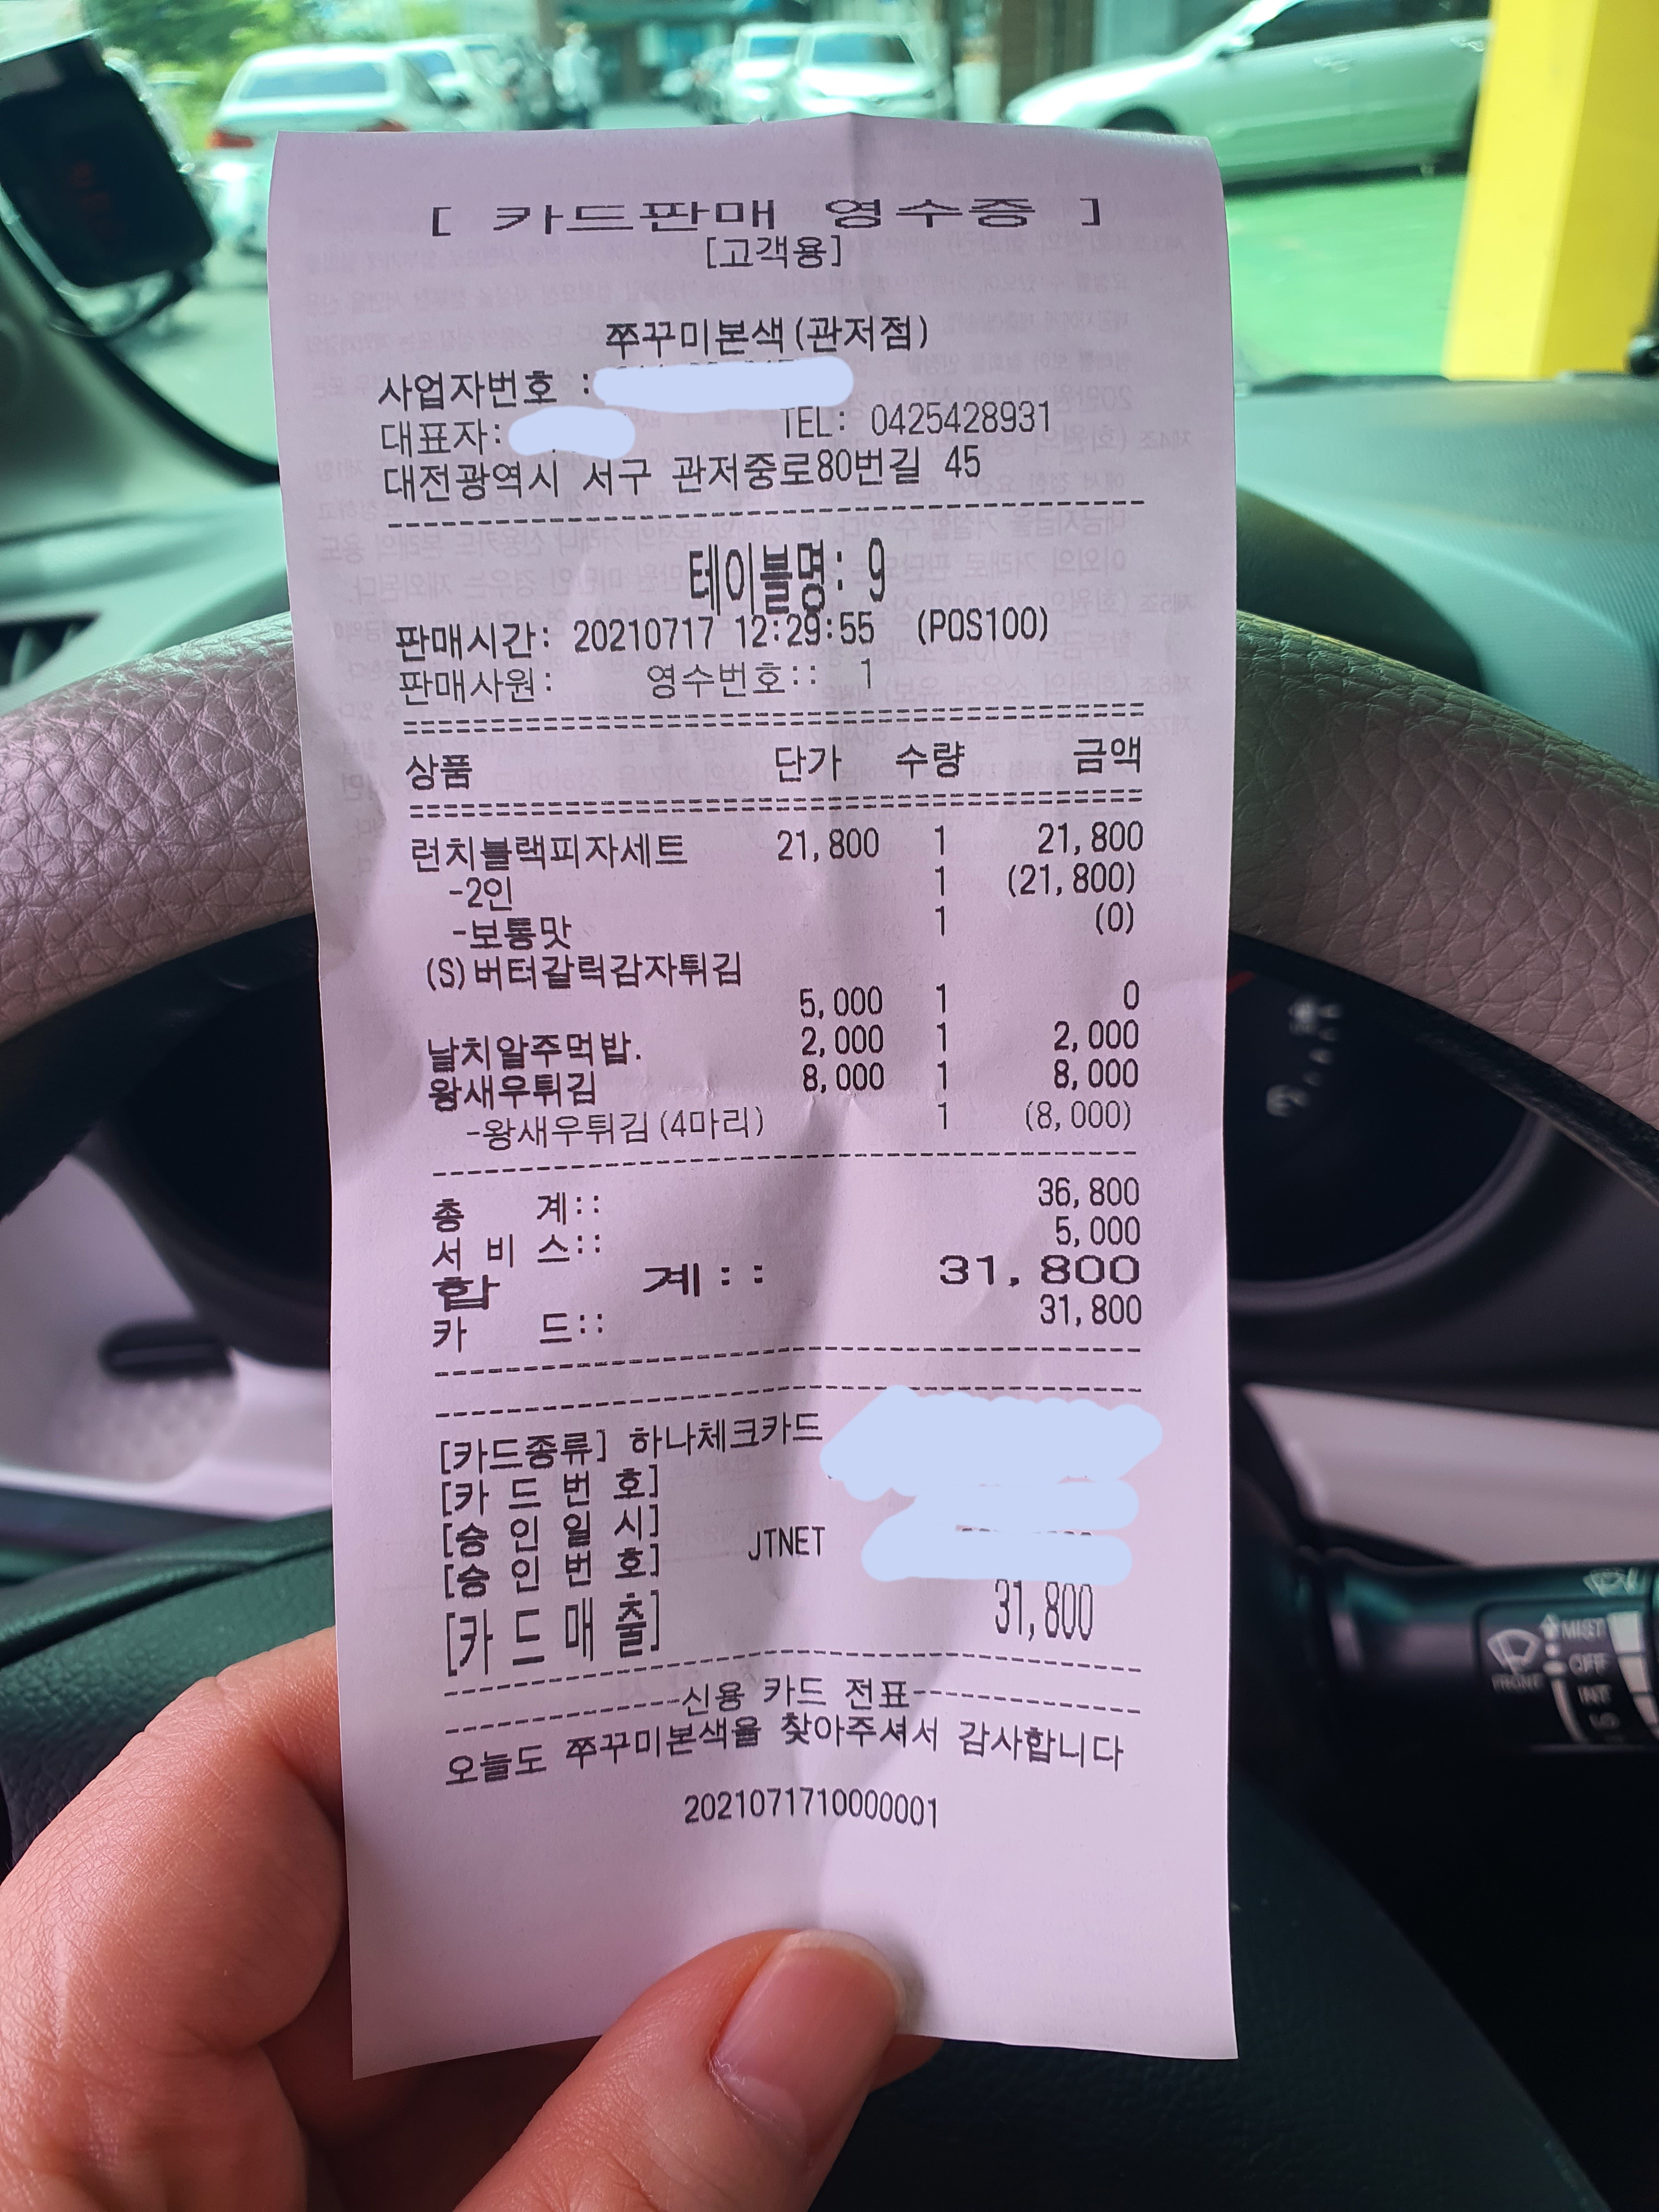 [ 카드판매 영수증 ]
[고객용]
쭈꾸미본색(관저점)
사업자번호 :
대표자: TEL: 0425428931
대전광역시 서구 관저중로80번길 45
테이블명: 9
판매시간: 20210717 12:29:55 (POS100)
판매사원: 영수번호:: 1
상품 단가 수량 금액
런치블랙피자세트 21,800 1 21,800
-2인 1 (21,800)
-보통맛 1 (0)
(S)버터갈릭감자튀김
5,000 1 0
날치알주먹밥. 2,000 1 2,000
왕새우튀김 8,000 1 8,000
-왕새우튀김(4마리) 1 (8,000)
총 계:: 36,800
서 비 스:: 5,000
합 계:: 31,800
카 드:: 31,800
[카드종류] 하나체크카드
[카 드 번 호]
[승 인 일 시]
[승 인 번 호] JTNET
[카 드 매 출] 31,800
신용 카드 전표
오늘도 쭈꾸미본색을 찾아주셔서 감사합니다
2021071710000001
MIST
OFF
FRONT
INT
LO